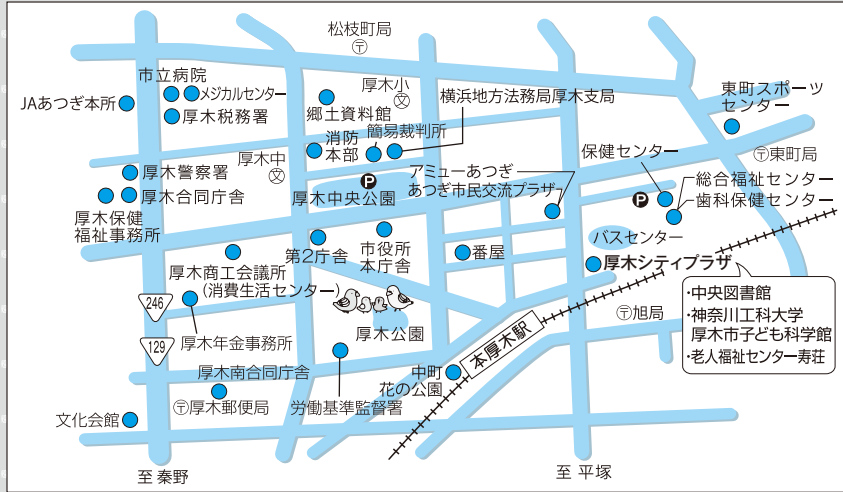 松枝町局
〒
市立病院
メジカルセンター
JAあつぎ本所
厚木税務署
郷土資料館
厚木小
文
横浜地方法務局厚木支局
簡易裁判所
消防
本部
東町スポーツ
センター
〒東町局
厚木中
文
厚木警察署
厚木合同庁舎
厚木保健
福祉事務所
P
厚木中央公園
アミューあつぎ
あつぎ市民交流プラザ
保健センター
P
総合福祉センター
歯科保健センター
バスセンター
厚木シティプラザ
・中央図書館
・神奈川工科大学
厚木市子ども科学館
・老人福祉センター寿荘
第2庁舎
市役所
本庁舎
番屋
厚木商工会議所
(消費生活センター)
246
129
厚木年金事務所
厚木公園
〒旭局
本厚木駅
厚木南合同庁舎
中町
花の公園
〒厚木郵便局
労働基準監督署
文化会館
至 秦野
至 平塚